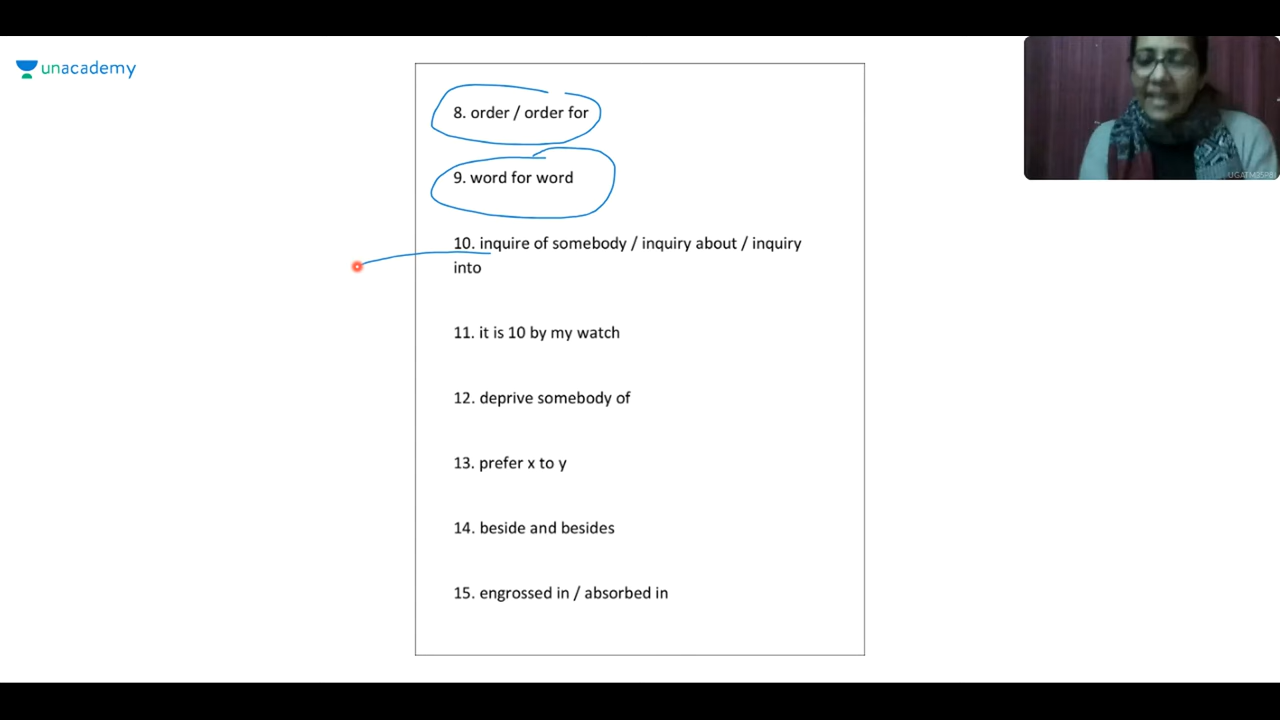 unacademy
8. order / order for
9. word for word
10. inquire of somebody / inquiry about / inquiry
into
11. it is 10 by my watch
12. deprive somebody of
13. prefer x to y
14. beside and besides
15. engrossed in / absorbed in